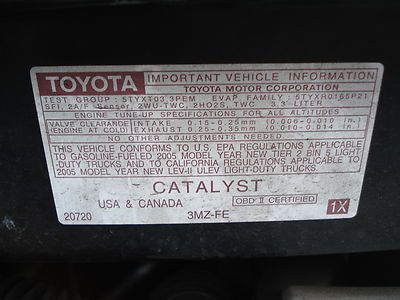 TOYOTA
IMPORTANT VEHICLE INFORMATION
TOYOTA MOTOR CORPORATION
TEST GROUP : 5TYXT03.3PEM EVAP. FAMILY : 5TYXR0165P21
SFI, 2A/F Sensor, 2WU-TWC, 2HO2S, TWC 3.3 LITER
ENGINE TUNE-UP SPECIFICATIONS FOR ALL ALTITUDES
VALVE CLEARANCE INTAKE 0.15-0.25mm (0.006-0.010 in.)
(ENGINE AT COLD) EXHAUST 0.25-0.35mm (0.010-0.014 in.)
THIS VEHICLE CONFORMS TO U.S. EPA REGULATIONS APPLICABLE
TO GASOLINE-FUELED 2005 MODEL YEAR NEW TIER 2 BIN 5 LIGHT
-DUTY TRUCKS AND TO CALIFORNIA REGULATIONS APPLICABLE TO
2005 MODEL YEAR NEW LEV-II ULEV LIGHT-DUTY TRUCKS.
CATALYST
USA & CANADA OBD II CERTIFIED
20720 3MZ-FE 1X